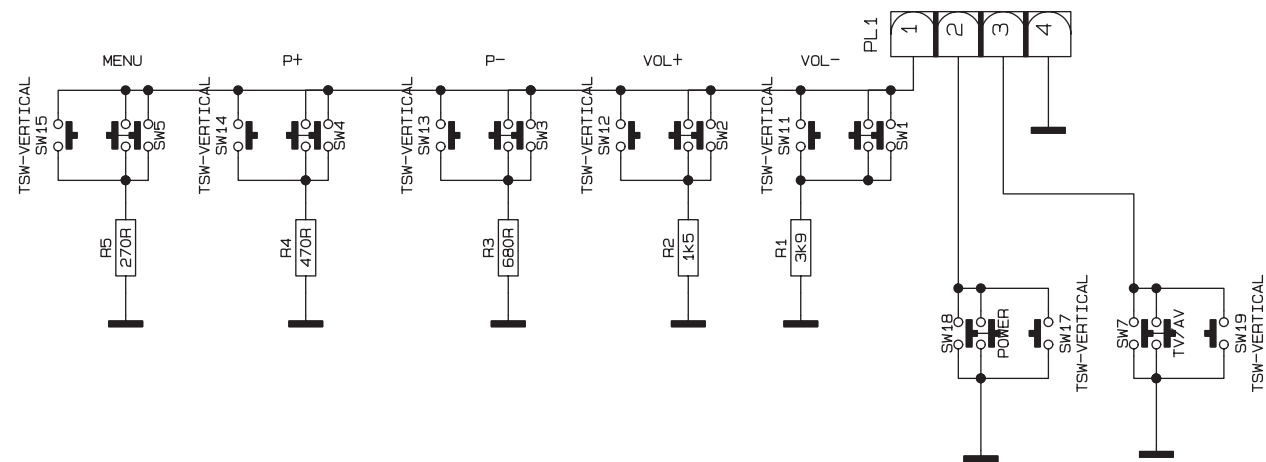 PL1
1
2
3
4
MENU
P+
P-
VOL+
VOL-
TSW-VERTICAL
SW15
SW5
TSW-VERTICAL
SW14
SW4
TSW-VERTICAL
SW13
SW3
TSW-VERTICAL
SW12
SW2
TSW-VERTICAL
SW11
SW1
R5
270R
R4
470R
R3
680R
R2
1k5
R1
3k9
SW18
POWER
SW17
TSW-VERTICAL
SW7
TV/AV
SW19
TSW-VERTICAL